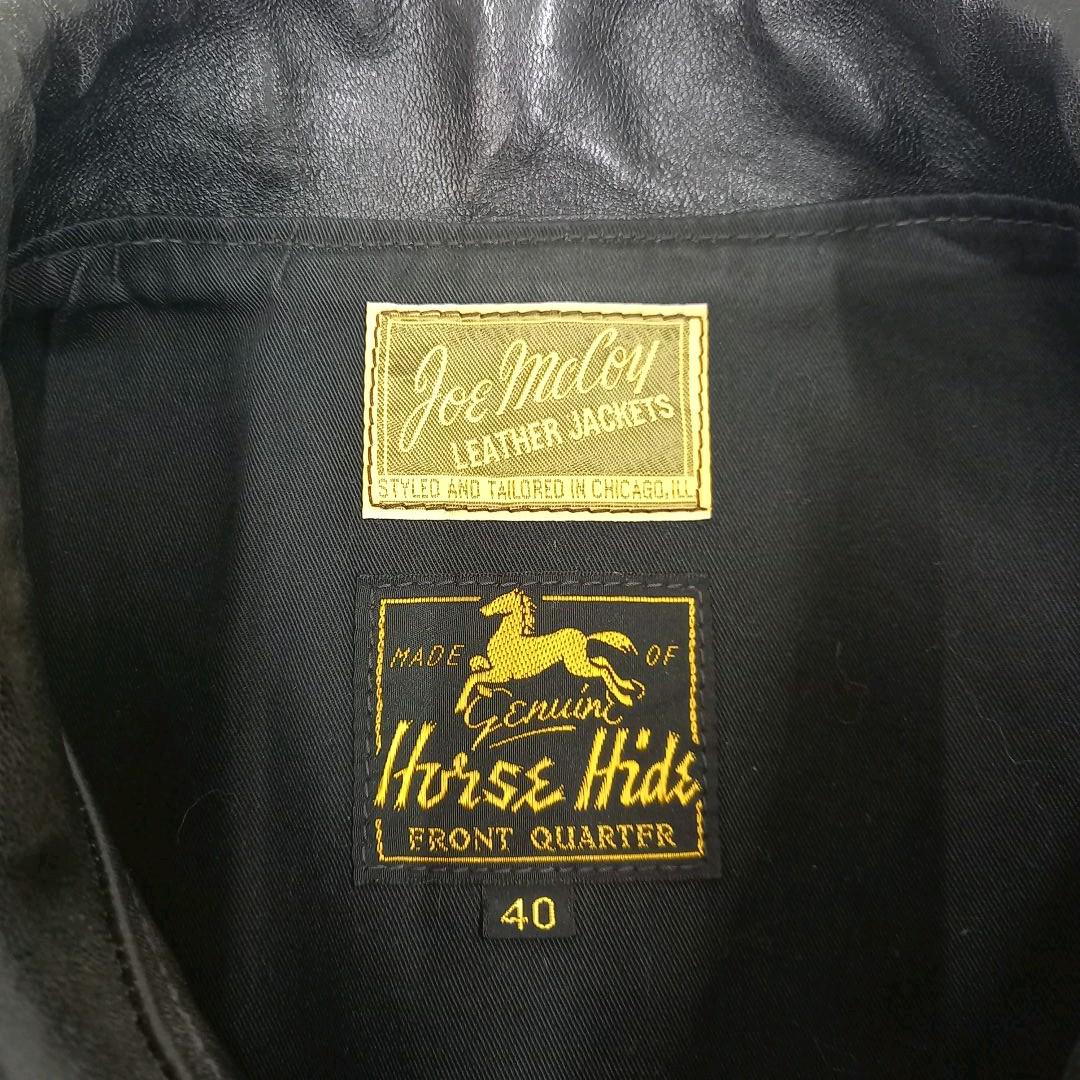 Joe McCoy
LEATHER JACKETS
STYLED AND TAILORED IN CHICAGO, ILL
MADE OF
Genuine
Horse Hide
FRONT QUARTER
40